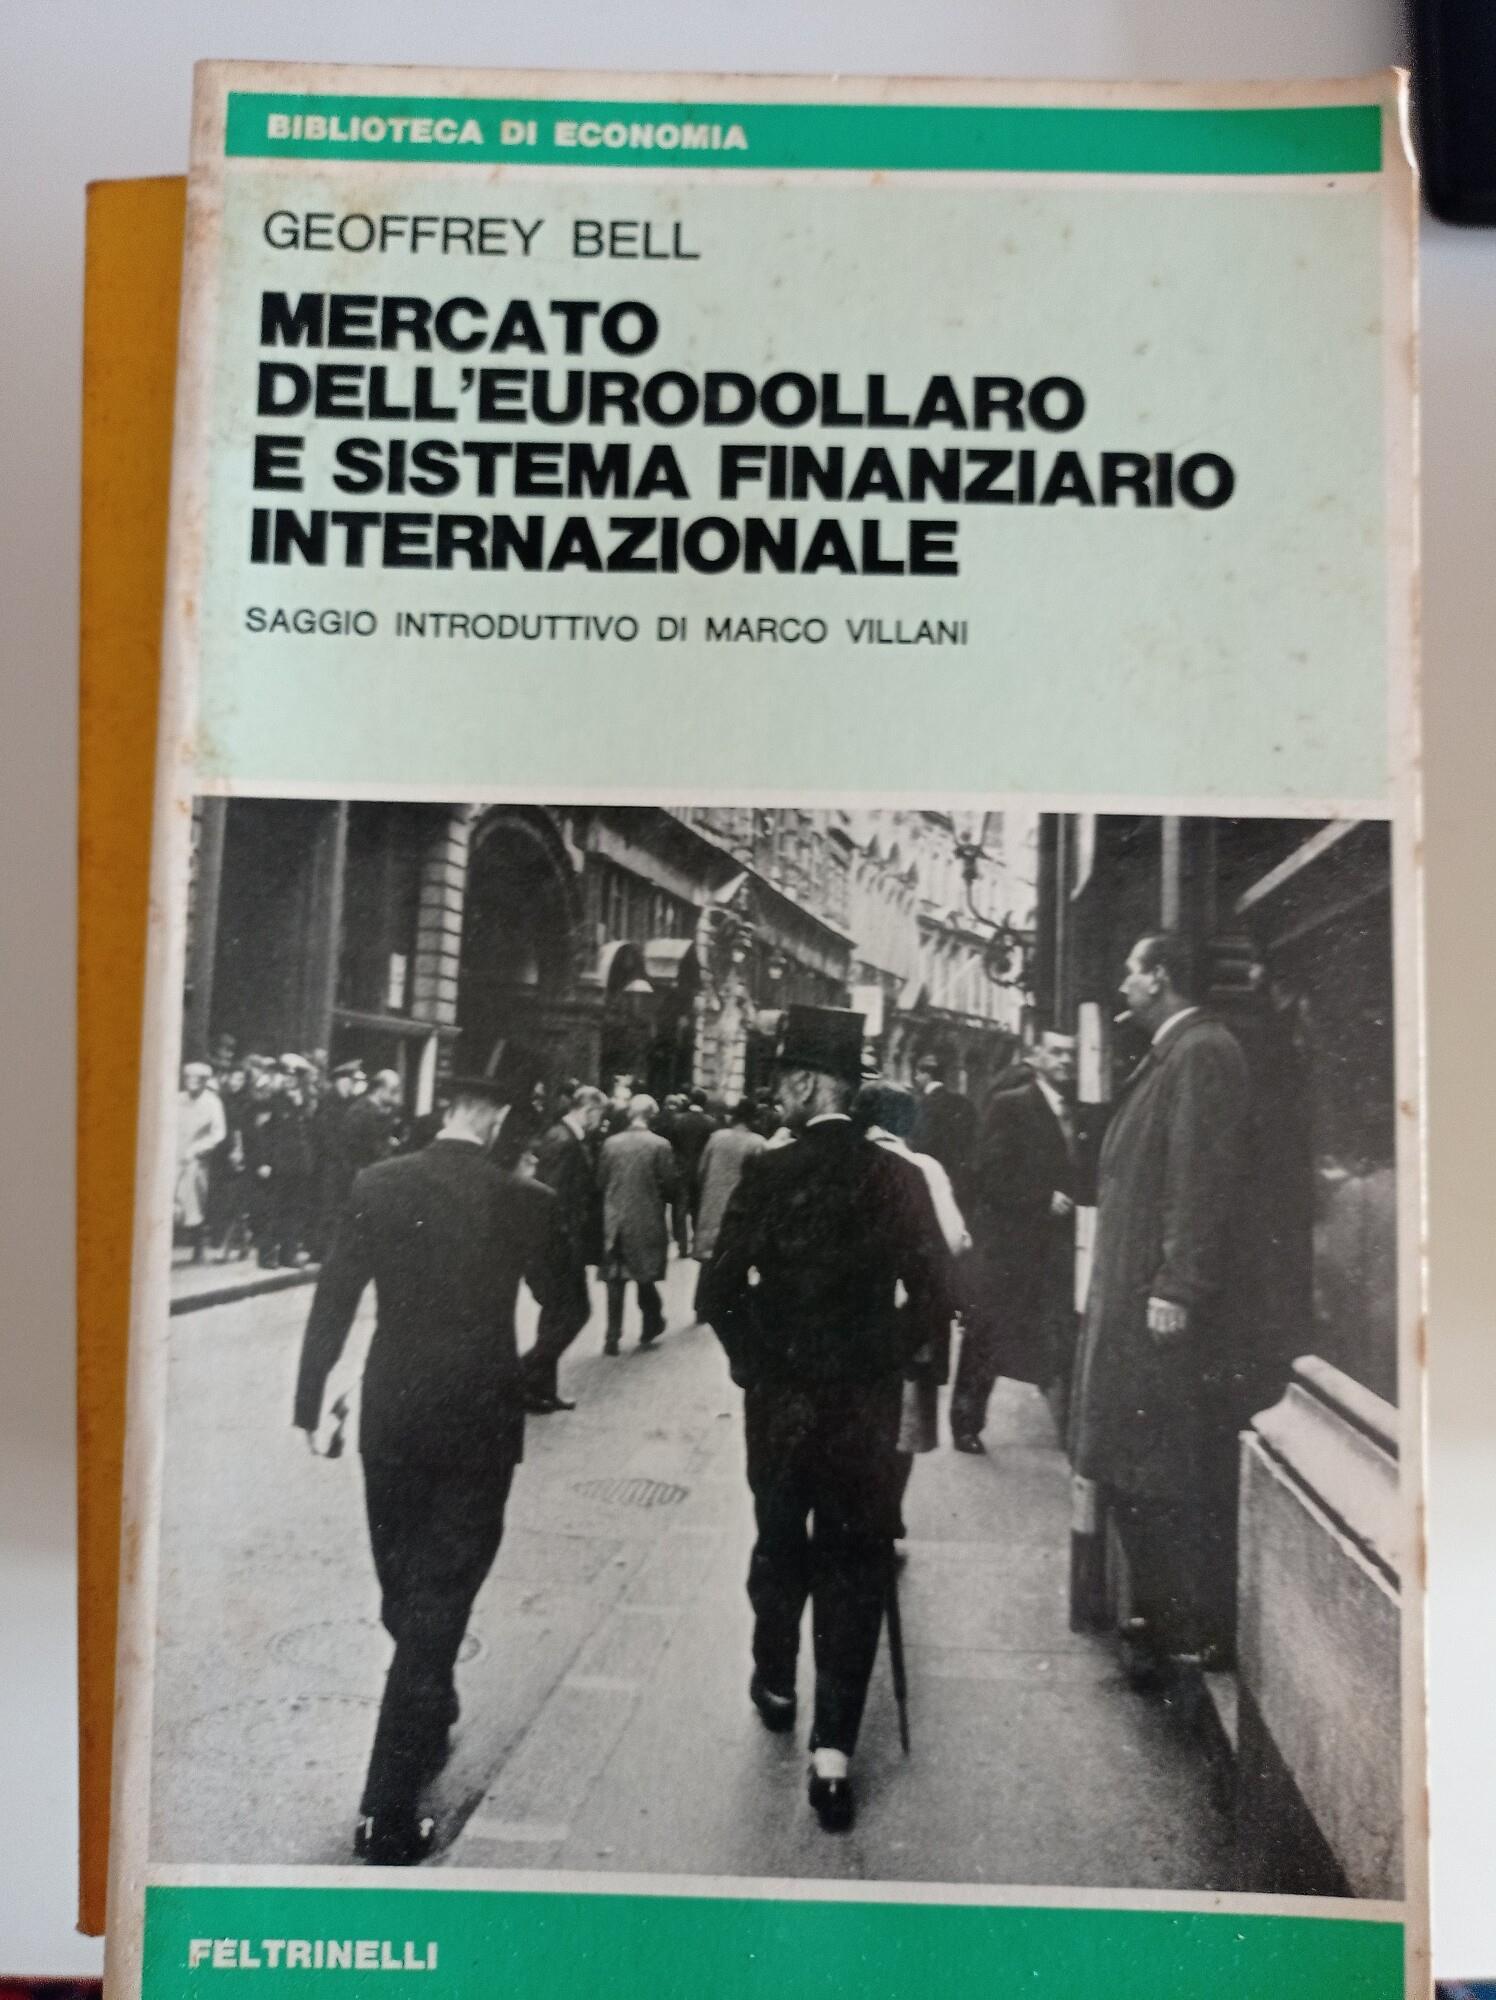 BIBLIOTECA DI ECONOMIA
GEOFFREY BELL
MERCATO
DELL'EURODOLLARO
E SISTEMA FINANZIARIO
INTERNAZIONALE
SAGGIO INTRODUTTIVO DI MARCO VILLANI
FELTRINELLI